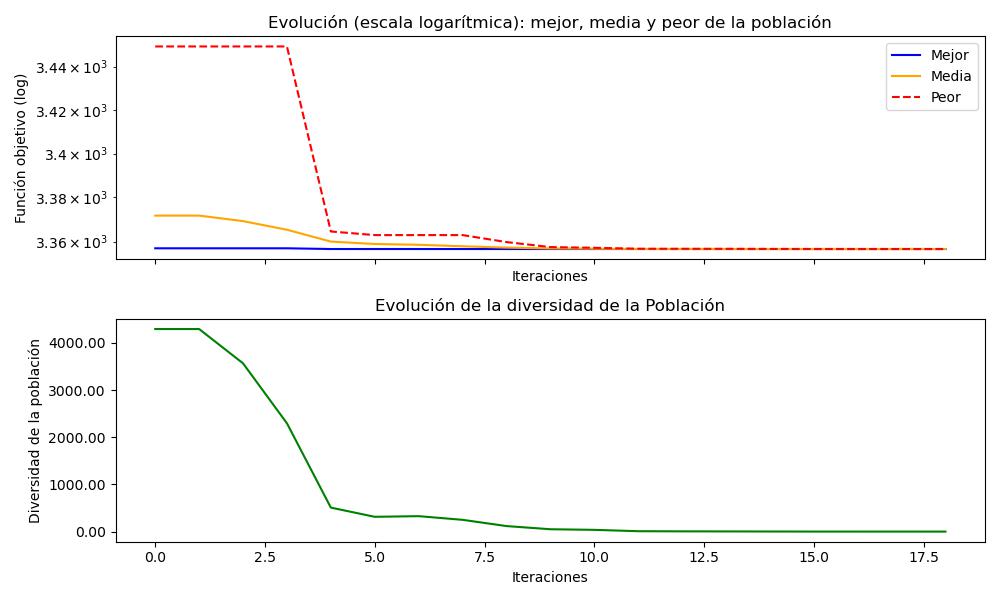 Evolución (escala logarítmica): mejor, media y peor de la población
Función objetivo (log)
3.44 × 10³
3.42 × 10³
3.4 × 10³
3.38 × 10³
3.36 × 10³
Mejor
Media
Peor
Iteraciones
Evolución de la diversidad de la Población
Diversidad de la población
4000.00
3000.00
2000.00
1000.00
0.00
0.0 2.5 5.0 7.5 10.0 12.5 15.0 17.5
Iteraciones